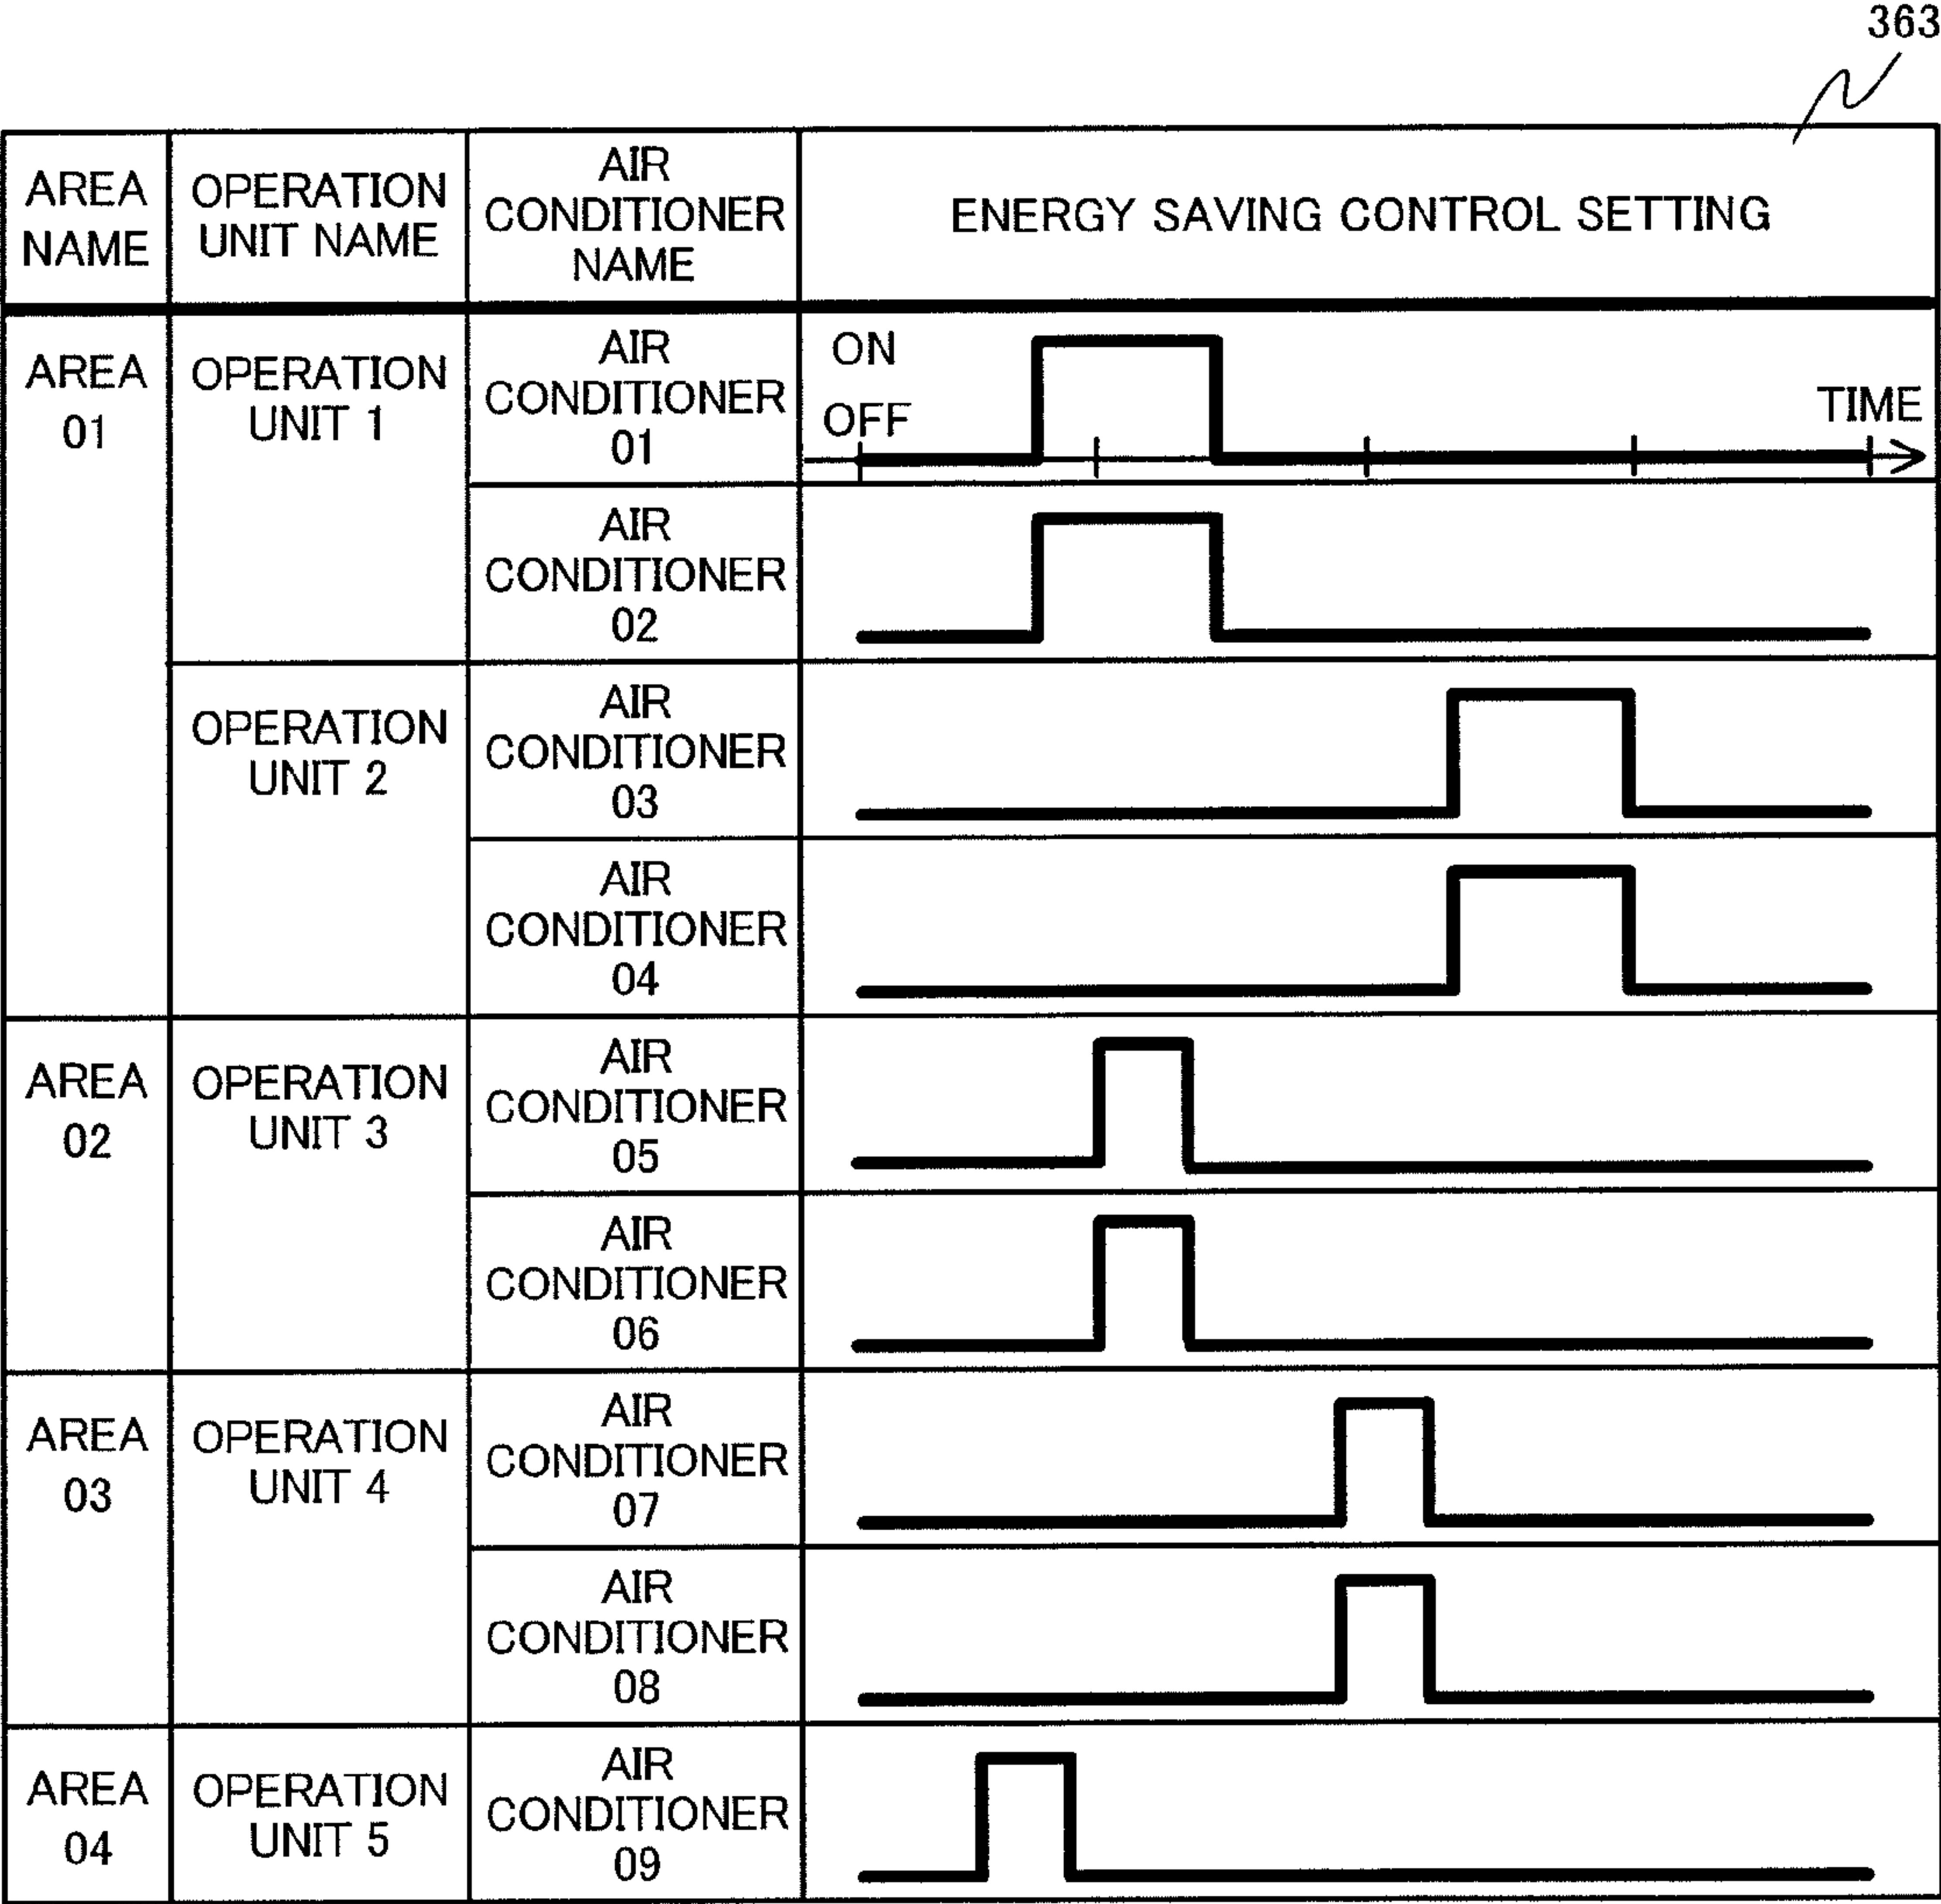 363
AREA
NAME
OPERATION
UNIT NAME
AIR
CONDITIONER
NAME
ENERGY SAVING CONTROL SETTING
AREA
01
OPERATION
UNIT 1
AIR
CONDITIONER
01
ON
OFF
TIME
AIR
CONDITIONER
02
OPERATION
UNIT 2
AIR
CONDITIONER
03
AIR
CONDITIONER
04
AREA
02
OPERATION
UNIT 3
AIR
CONDITIONER
05
AIR
CONDITIONER
06
AREA
03
OPERATION
UNIT 4
AIR
CONDITIONER
07
AIR
CONDITIONER
08
AREA
04
OPERATION
UNIT 5
AIR
CONDITIONER
09